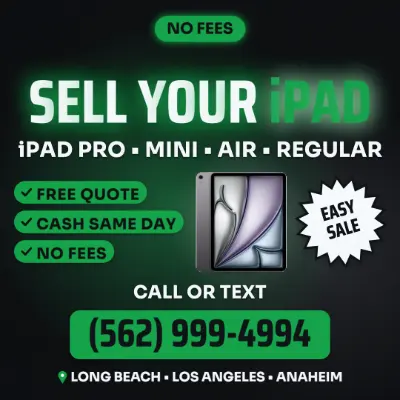 NO FEES
SELL YOUR iPAD
iPAD PRO ▪ MINI ▪ AIR ▪ REGULAR
✓ FREE QUOTE
✓ CASH SAME DAY
✓ NO FEES
EASY
SALE
CALL OR TEXT
(562) 999-4994
LONG BEACH ▪ LOS ANGELES ▪ ANAHEIM